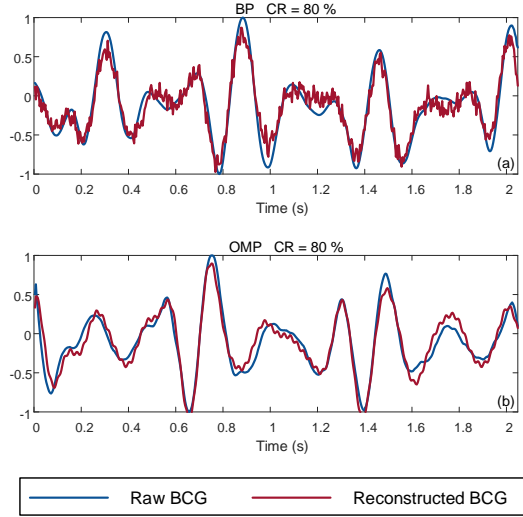 BP CR = 80 %
1
0.5
0
-0.5
-1
(a)
0 0.2 0.4 0.6 0.8 1 1.2 1.4 1.6 1.8 2
Time (s)
OMP CR = 80 %
1
0.5
0
-0.5
-1
(b)
0 0.2 0.4 0.6 0.8 1 1.2 1.4 1.6 1.8 2
Time (s)
Raw BCG Reconstructed BCG